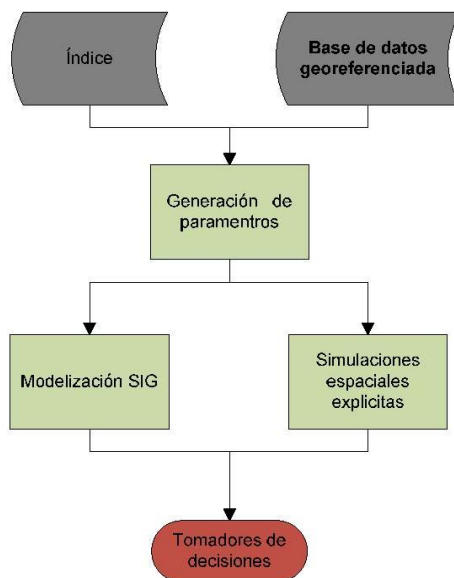 Índice
Base de datos
georeferenciada
Generación de
paramentros
Modelización SIG
Simulaciones
espaciales
explicitas
Tomadores de
decisiones